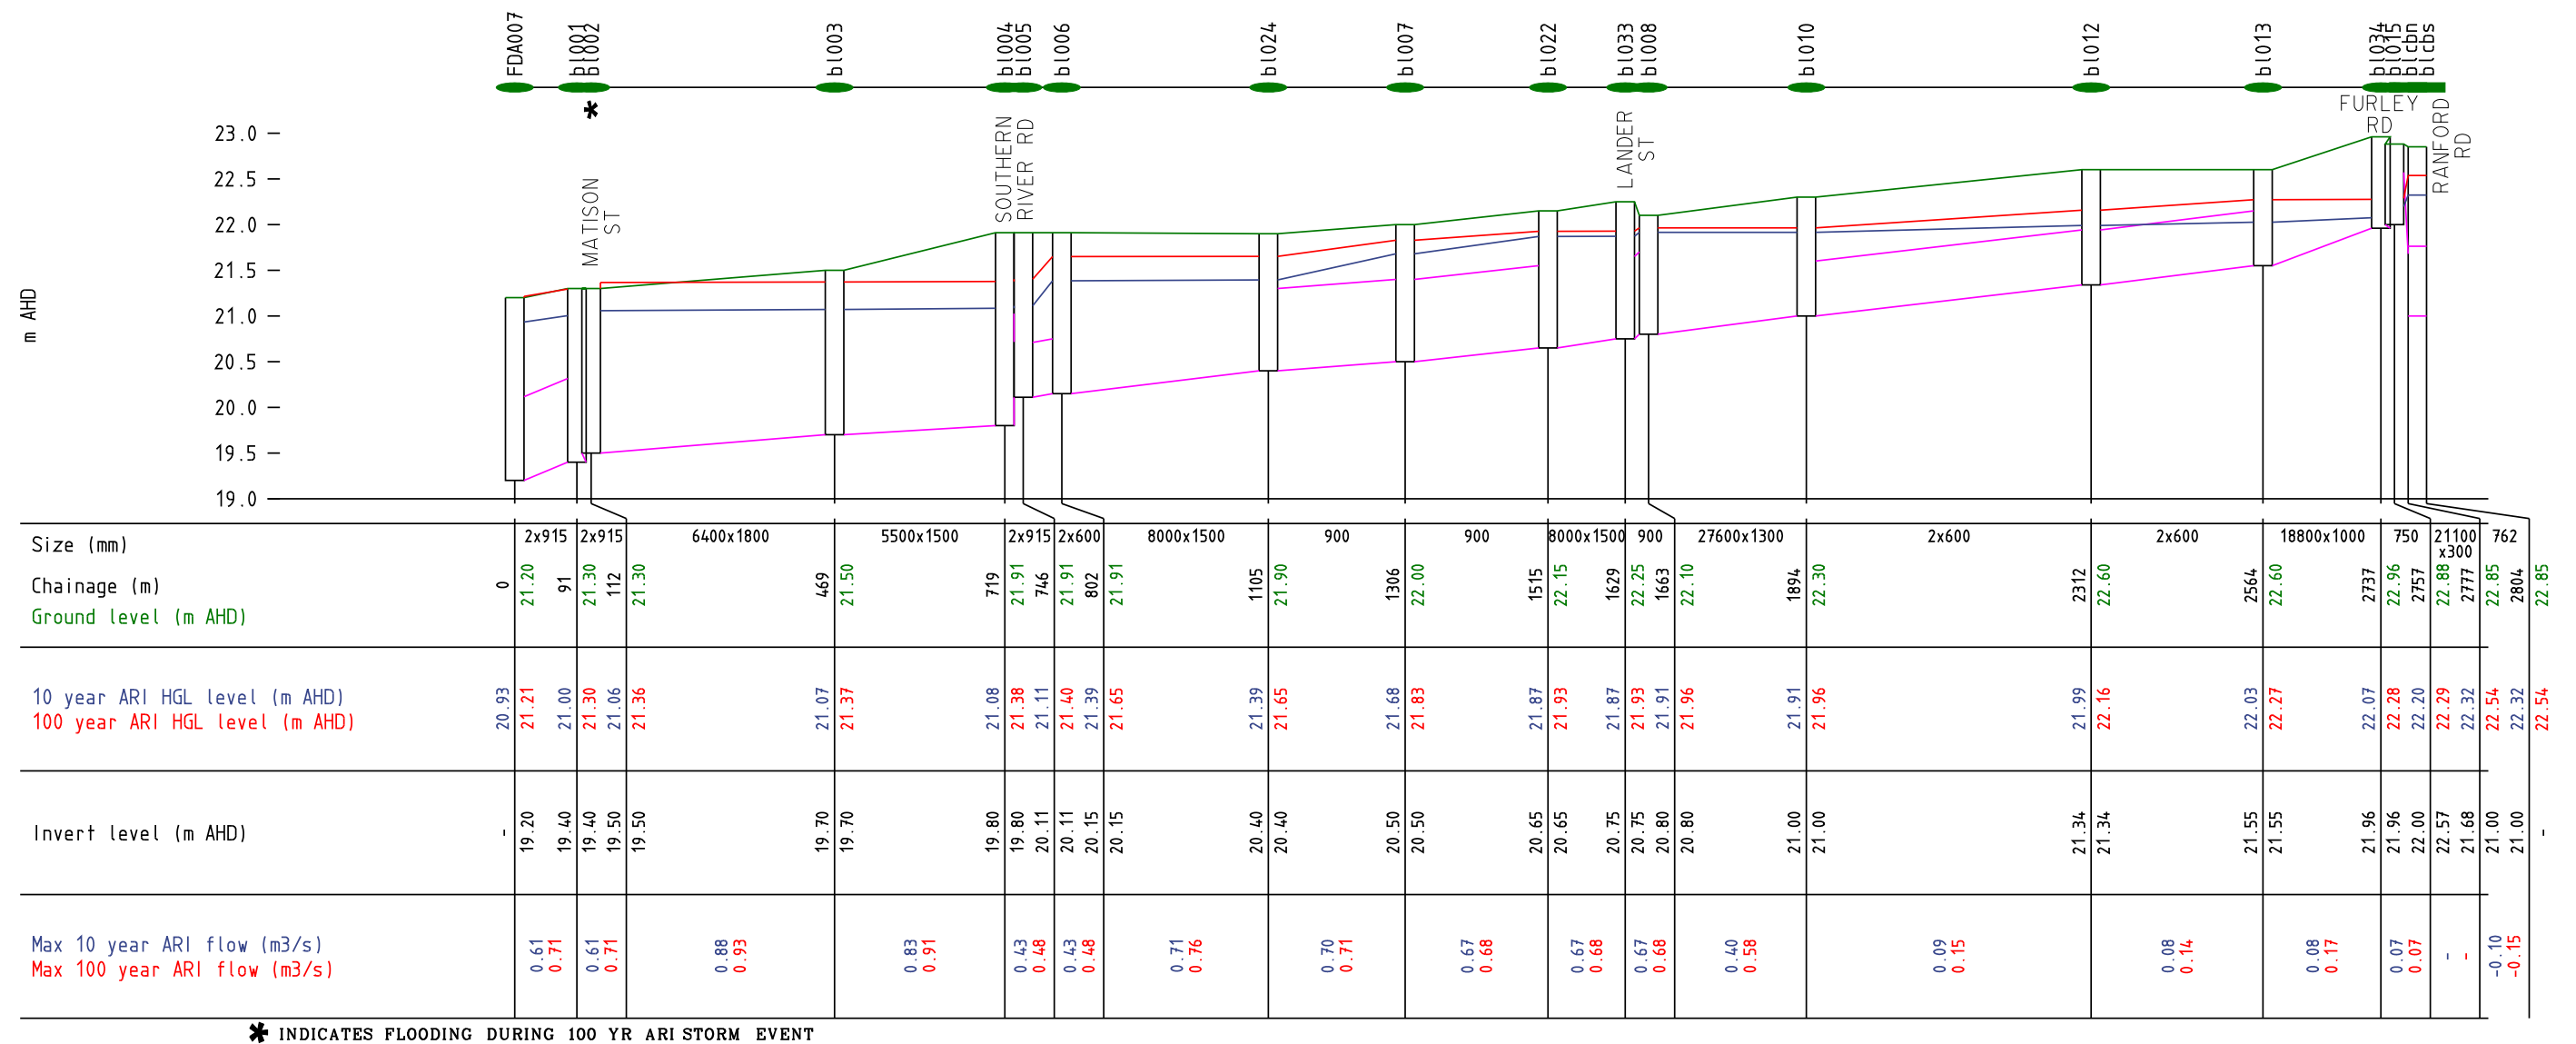 FDA007 bl001 bl002 bl003 bl004 bl005 bl006 bl024 bl007 bl022 bl033 bl008 bl010 bl012 bl013 bl034 bl015 blcbn blcbs
*
MATISON
ST
SOUTHERN
RIVER RD
LANDER
ST
FURLEY
RD
RANFORD
RD
m AHD
23.0
22.5
22.0
21.5
21.0
20.5
20.0
19.5
19.0
Size (mm) 2x915 2x915 6400x1800 5500x1500 2x915 2x600 8000x1500 900 900 8000x1500 900 27600x1300 2x600 2x600 18800x1000 750 21100 x300 762
Chainage (m) 0 91 112 469 719 746 802 1105 1306 1515 1629 1663 1894 2312 2564 2737 2757 2777 2804
Ground level (m AHD) 21.20 21.30 21.30 21.50 21.91 21.91 21.91 21.90 22.00 22.15 22.25 22.10 22.30 22.60 22.60 22.96 22.88 22.85 22.85
10 year ARI HGL level (m AHD) 20.93 21.00 21.06 21.07 21.08 21.11 21.39 21.39 21.68 21.87 21.87 21.91 21.91 21.99 22.03 22.07 22.20 22.32 22.32
100 year ARI HGL level (m AHD) 21.21 21.30 21.36 21.37 21.38 21.40 21.65 21.65 21.83 21.93 21.93 21.96 21.96 22.16 22.27 22.28 22.29 22.54 22.54
Invert level (m AHD) - 19.20 19.40 19.40 19.50 19.50 19.70 19.70 19.80 19.80 20.11 20.11 20.15 20.15 20.40 20.40 20.50 20.50 20.65 20.65 20.75 20.75 20.80 20.80 21.00 21.00 21.34 21.34 21.55 21.55 21.96 21.96 22.00 22.57 21.68 21.00 21.00 -
Max 10 year ARI flow (m3/s) 0.61 0.61 0.88 0.83 0.43 0.43 0.71 0.70 0.67 0.67 0.67 0.40 0.09 0.08 0.08 0.07 - -0.10
Max 100 year ARI flow (m3/s) 0.71 0.71 0.93 0.91 0.48 0.48 0.76 0.71 0.68 0.68 0.68 0.58 0.15 0.14 0.17 0.07 - -0.15
* INDICATES FLOODING DURING 100 YR ARI STORM EVENT